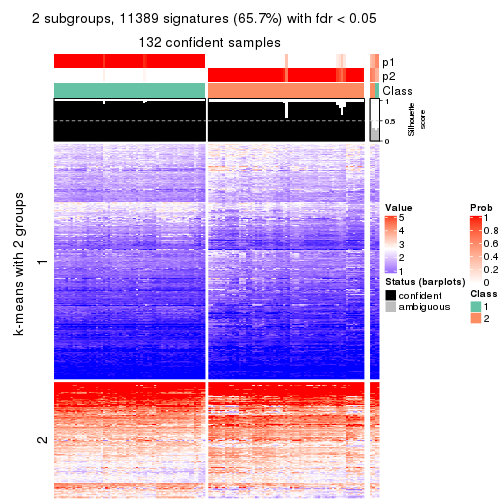 2 subgroups, 11389 signatures (65.7%) with fdr < 0.05
132 confident samples
p1
p2
Class
1
0.5
0
Silhouette
score
k-means with 2 groups
1
2
Value
5
4
3
2
1
Status (barplots)
confident
ambiguous
Prob
1
0.8
0.6
0.4
0.2
0
Class
1
2